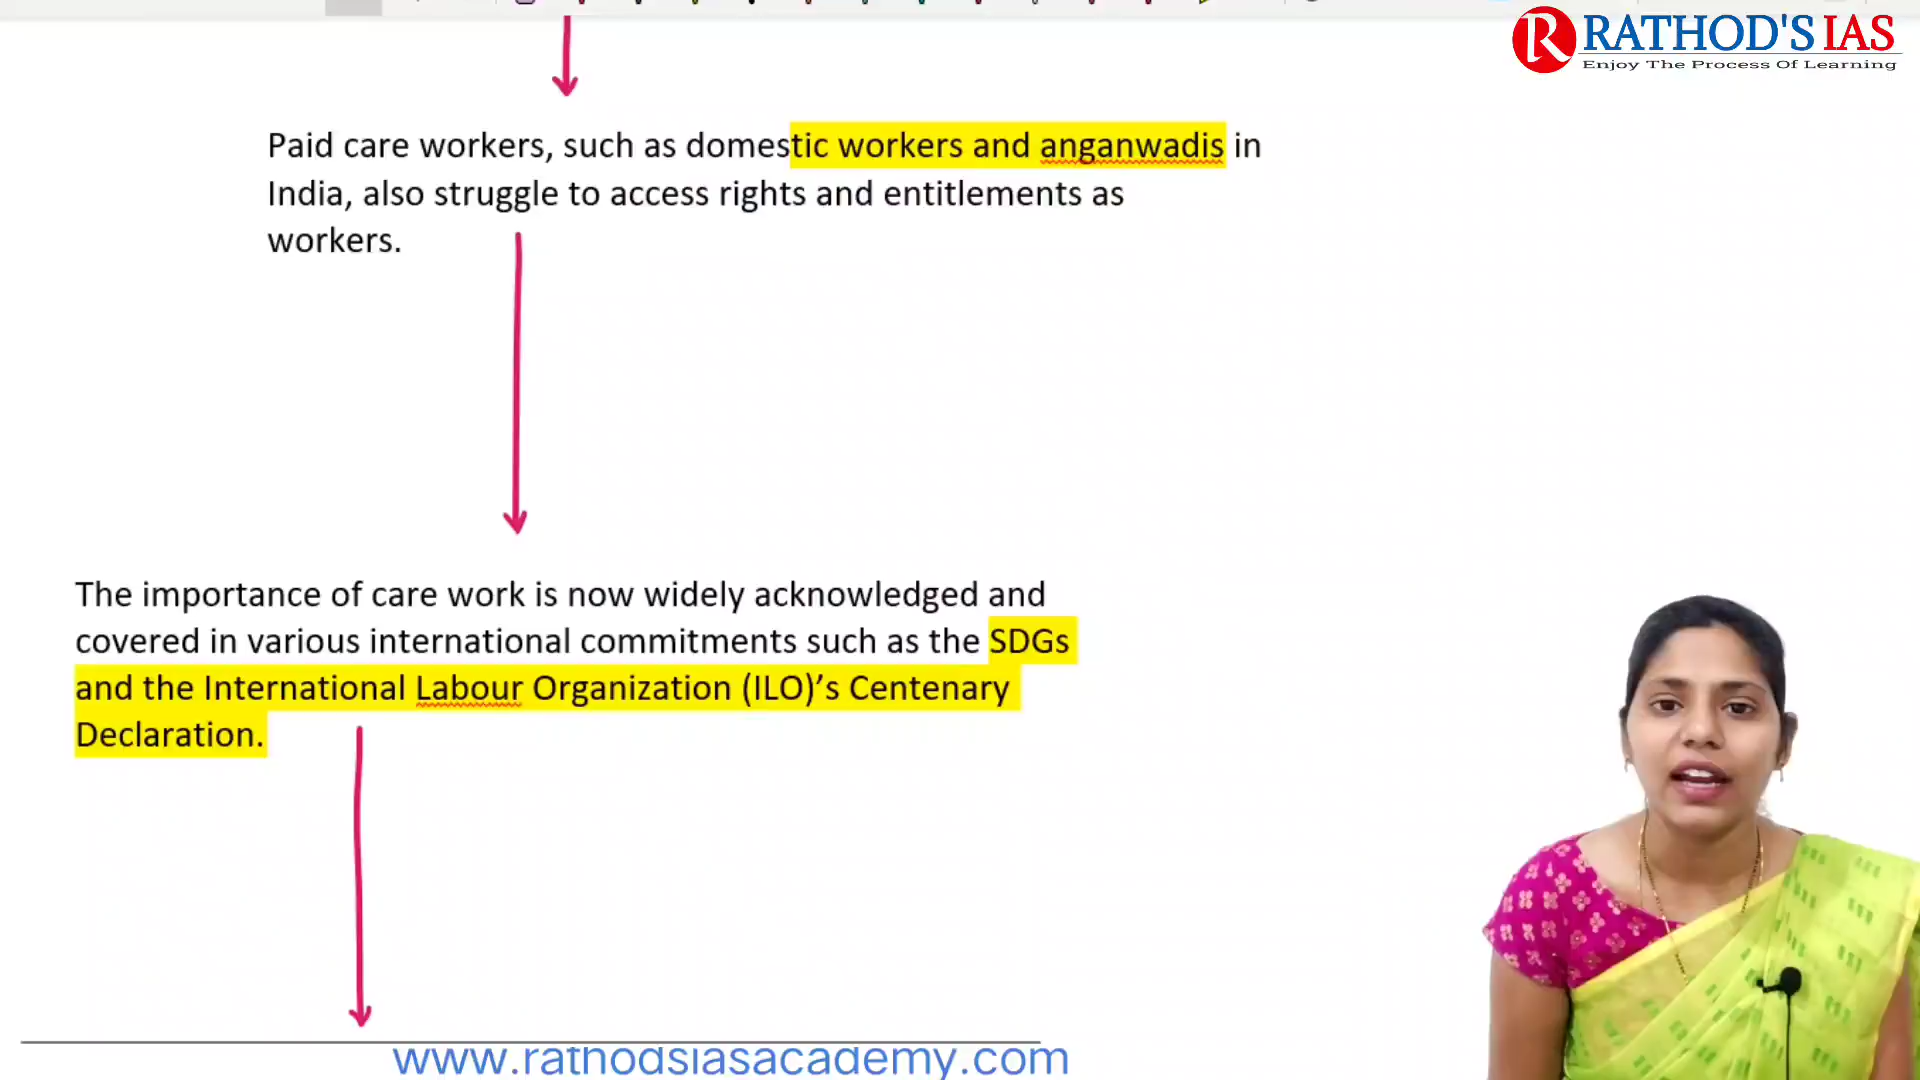 RATHOD'S IAS
Enjoy The Process Of Learning
Paid care workers, such as domestic workers and anganwadis in
India, also struggle to access rights and entitlements as
workers.
The importance of care work is now widely acknowledged and
covered in various international commitments such as the SDGs
and the International Labour Organization (ILO)’s Centenary
Declaration.
www.rathodsiasacademy.com